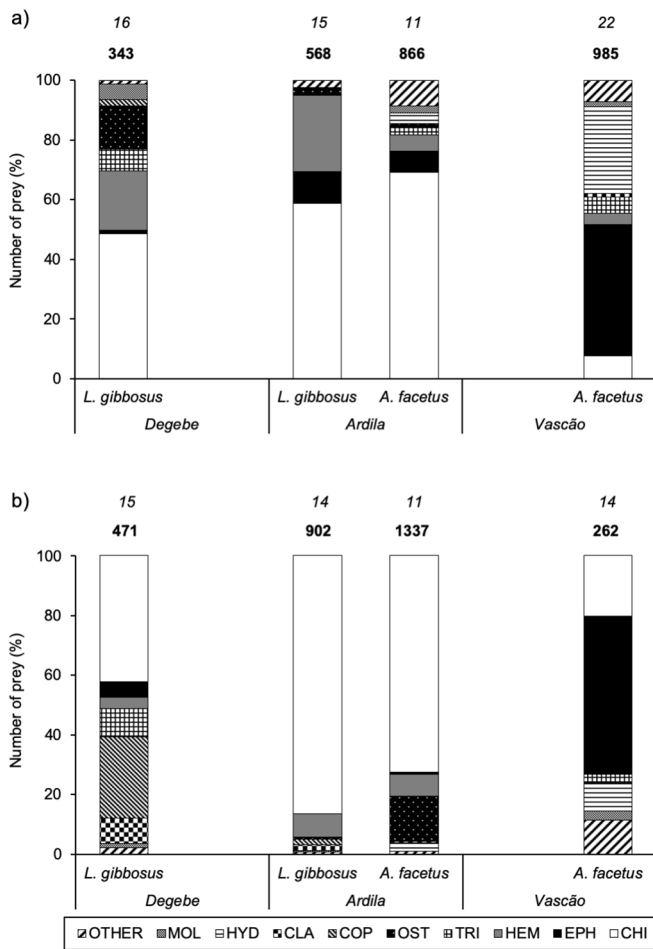 a)
16 15 11 22
343 568 866 985
100
80
60
40
20
0
Number of prey (%)
L. gibbosus L. gibbosus A. facetus A. facetus
Degebe Ardila Vascão
b)
15 14 11 14
471 902 1337 262
100
80
60
40
20
0
Number of prey (%)
L. gibbosus L. gibbosus A. facetus A. facetus
Degebe Ardila Vascão
OTHER MOL HYD CLA COP OST TRI HEM EPH CHI